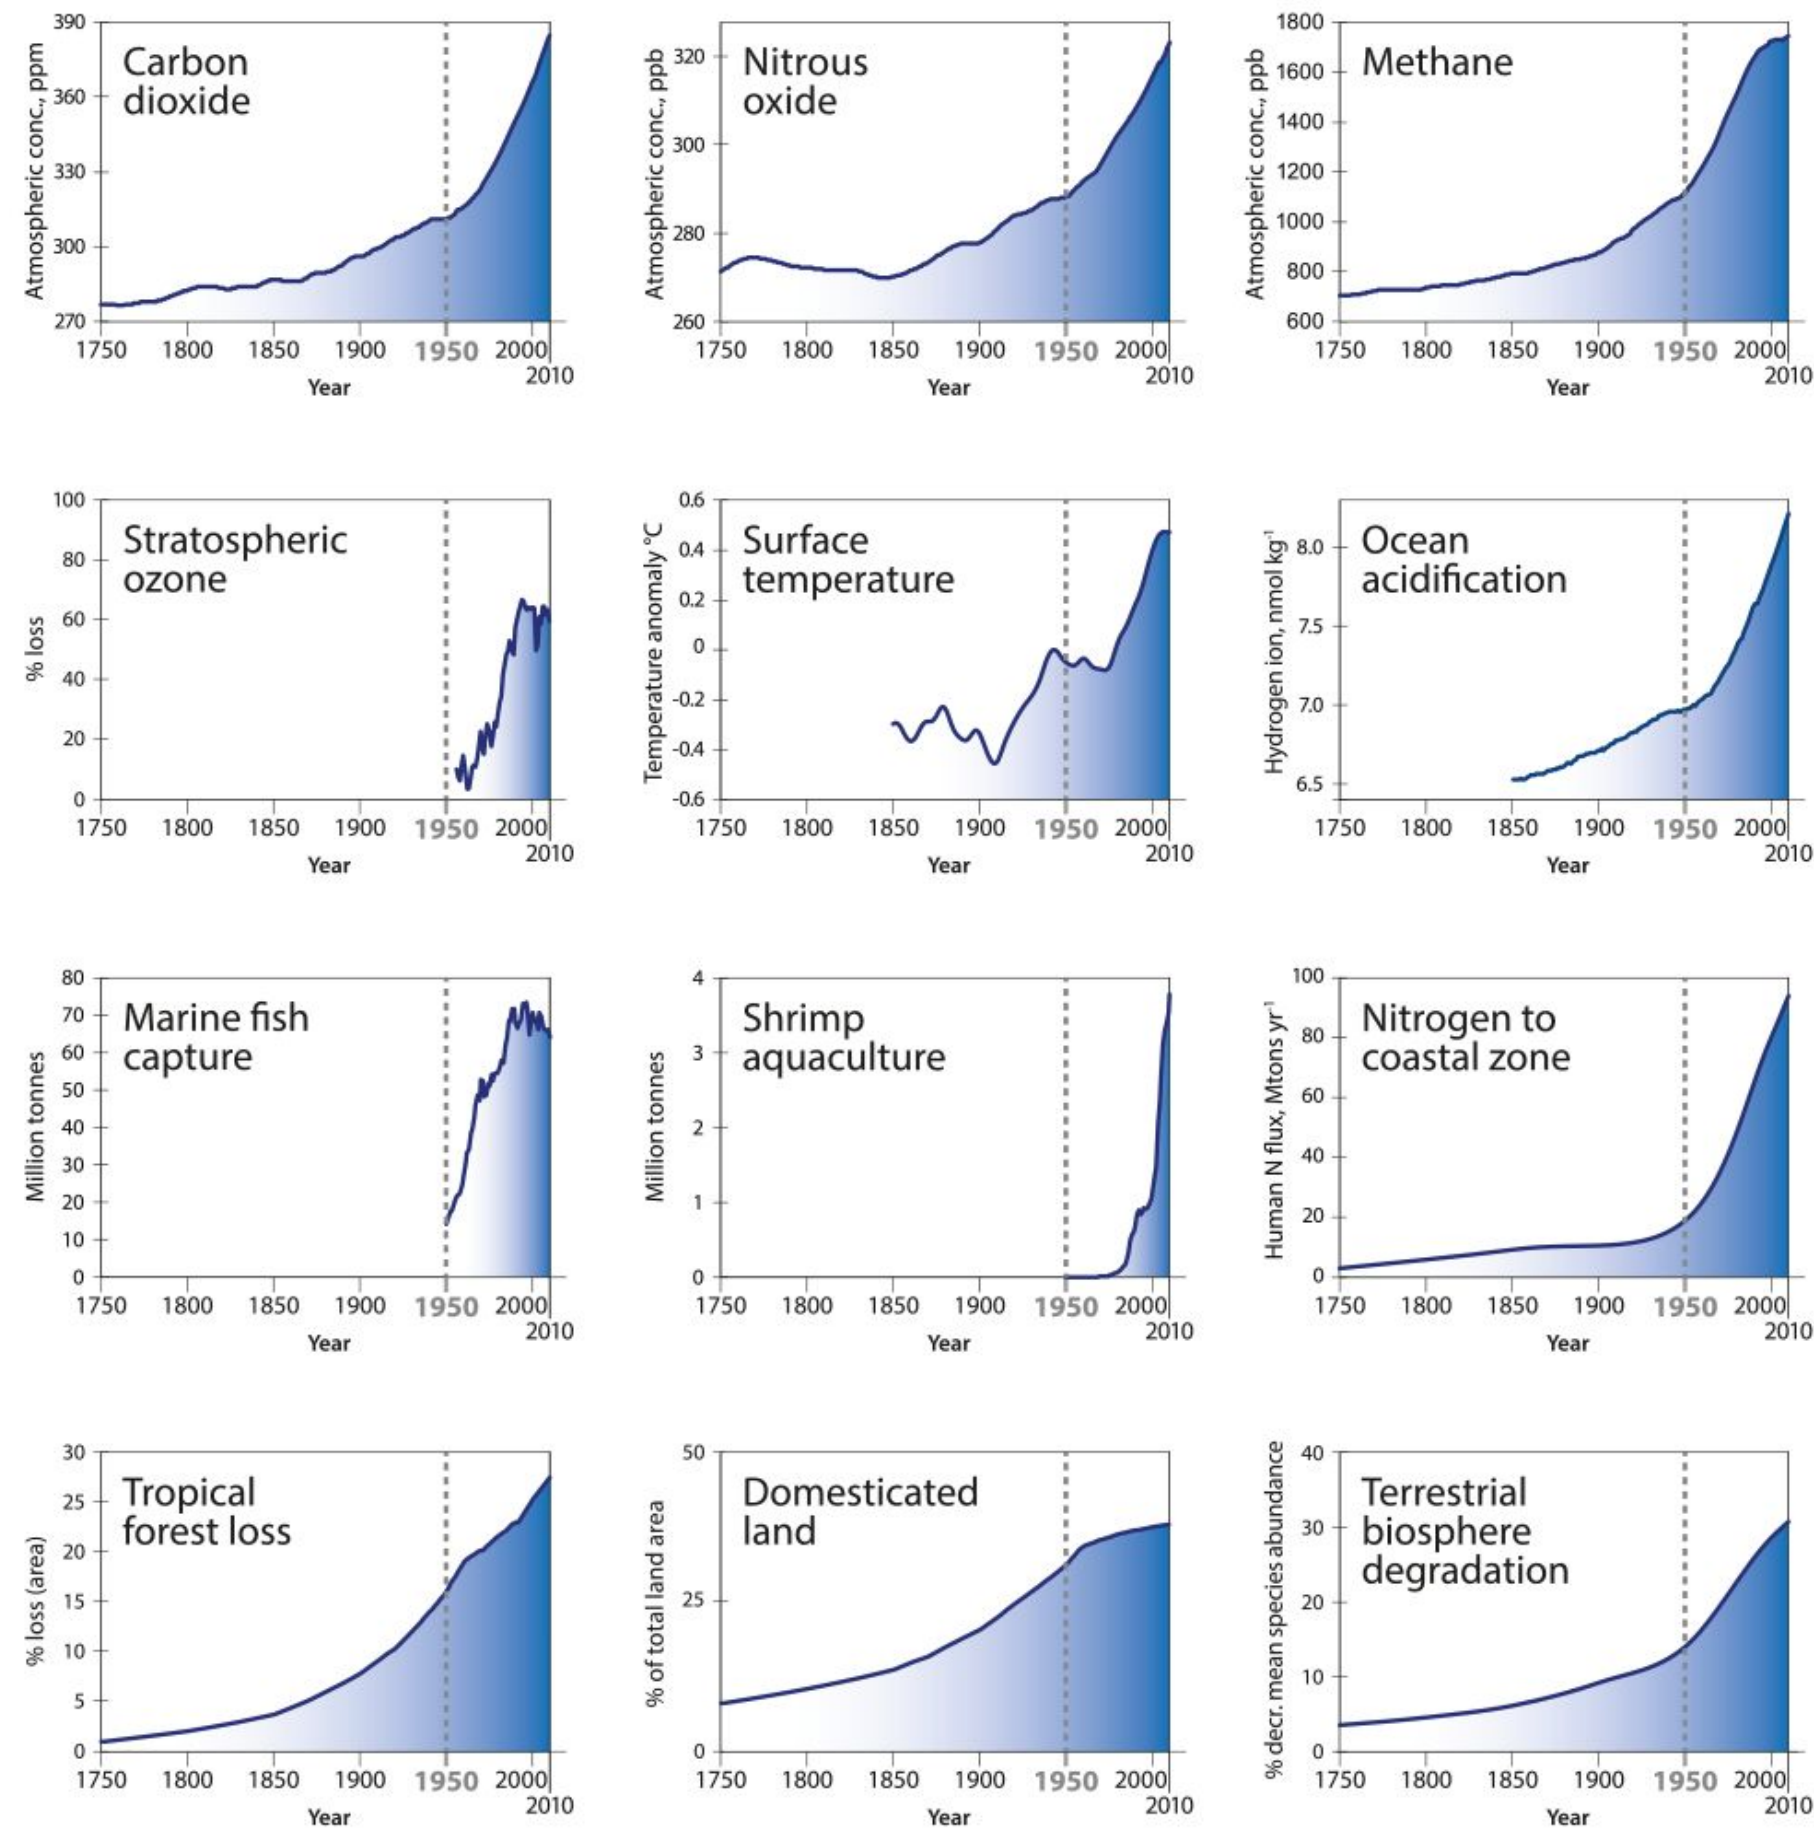 390
360
330
300
270
Atmospheric conc., ppm
Carbon
dioxide
1750 1800 1850 1900 1950 2000
2010
Year
320
300
280
260
Atmospheric conc., ppb
Nitrous
oxide
1750 1800 1850 1900 1950 2000
2010
Year
1800
1600
1400
1200
1000
800
600
Atmospheric conc., ppb
Methane
1750 1800 1850 1900 1950 2000
2010
Year
100
80
60
40
20
0
% loss
Stratospheric
ozone
1750 1800 1850 1900 1950 2000
2010
Year
0.6
0.4
0.2
0
-0.2
-0.4
-0.6
Temperature anomaly °C
Surface
temperature
1750 1800 1850 1900 1950 2000
2010
Year
8.0
7.5
7.0
6.5
Hydrogen ion, nmol kg⁻¹
Ocean
acidification
1750 1800 1850 1900 1950 2000
2010
Year
80
70
60
50
40
30
20
10
0
Million tonnes
Marine fish
capture
1750 1800 1850 1900 1950 2000
2010
Year
4
3
2
1
0
Million tonnes
Shrimp
aquaculture
1750 1800 1850 1900 1950 2000
2010
Year
100
80
60
40
20
0
Human N flux, Mtons yr⁻¹
Nitrogen to
coastal zone
1750 1800 1850 1900 1950 2000
2010
Year
30
25
20
15
10
5
0
% loss (area)
Tropical
forest loss
1750 1800 1850 1900 1950 2000
2010
Year
50
25
0
% of total land area
Domesticated
land
1750 1800 1850 1900 1950 2000
2010
Year
40
30
20
10
0
% decr. mean species abundance
Terrestrial
biosphere
degradation
1750 1800 1850 1900 1950 2000
2010
Year